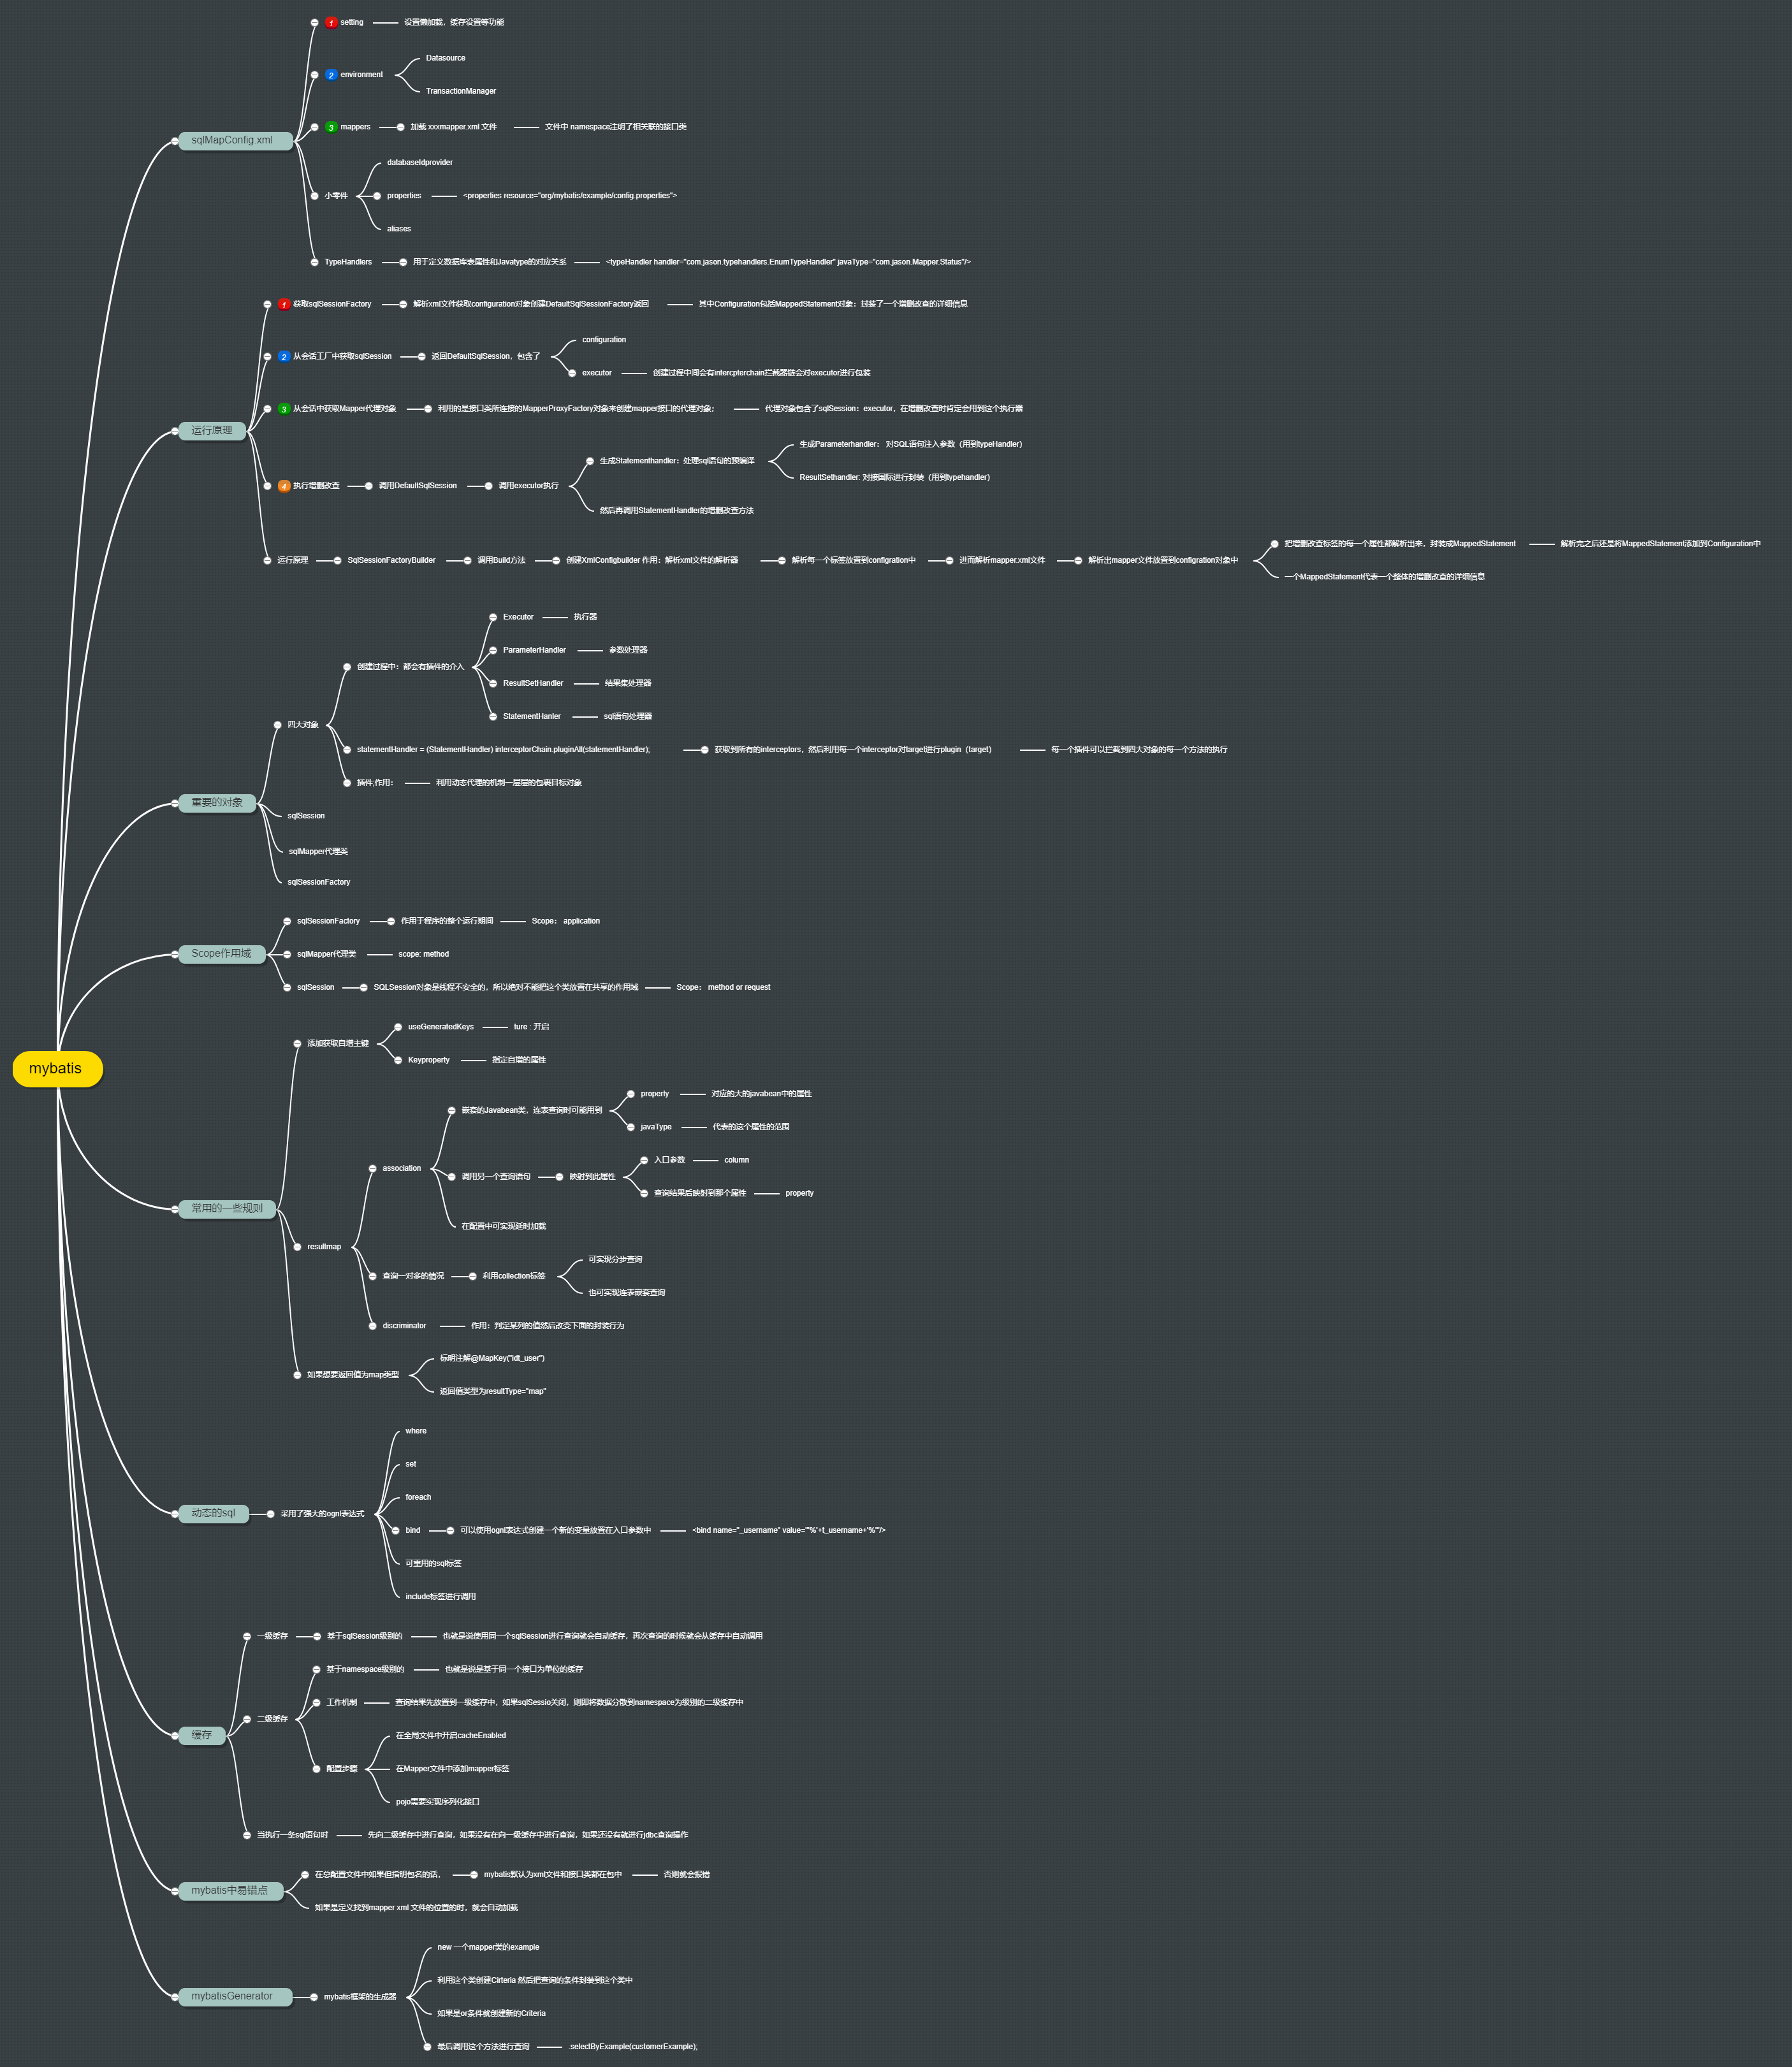 mybatis
sqlMapConfig.xml
1 setting
设置懒加载，缓存设置等功能
2 environment
Datasource
TransactionManager
3 mappers
加载 xxxmapper.xml 文件
文件中 namespace注明了相关联的接口类
小零件
databaseIdprovider
properties
<properties resource="org/mybatis/example/config.properties">
aliases
TypeHandlers
用于定义数据库表属性和Javatype的对应关系
<typeHandler handler="com.jason.typehandlers.EnumTypeHandler" javaType="com.jason.Mapper.Status"/>
运行原理
1 获取sqlSessionFactory
解析xml文件获取configuration对象创建DefaultSqlSessionFactory返回
其中Configuration包括MappedStatement对象：封装了一个增删改查的详细信息
2 从会话工厂中获取sqlSession
返回DefaultSqlSession，包含了
configuration
executor
创建过程中间会有intercpterchain拦截器链会对executor进行包装
3 从会话中获取Mapper代理对象
利用的是接口类所连接的MapperProxyFactory对象来创建mapper接口的代理对象；
代理对象包含了sqlSession：executor，在增删改查时肯定会用到这个执行器
4 执行增删改查
调用DefaultSqlSession
调用executor执行
生成Statementhandler：处理sql语句的预编译
生成Parameterhandler： 对SQL语句注入参数（用到typeHandler）
ResultSethandler: 对接国际进行封装（用到typehandler）
然后再调用StatementHandler的增删改查方法
运行原理
SqlSessionFactoryBuilder
调用Build方法
创建XmlConfigbuilder 作用：解析xml文件的解析器
解析每一个标签放置到configration中
进而解析mapper.xml文件
解析出mapper文件放置到configration对象中
把增删改查标签的每一个属性都解析出来，封装成MappedStatement
解析完之后还是将MappedStatement添加到Configuration中
一个MappedStatement代表一个整体的增删改查的详细信息
重要的对象
四大对象
创建过程中：都会有插件的介入
Executor
执行器
ParameterHandler
参数处理器
ResultSetHandler
结果集处理器
StatementHanler
sql语句处理器
statementHandler = (StatementHandler) interceptorChain.pluginAll(statementHandler);
获取到所有的interceptors，然后利用每一个interceptor对target进行plugin（target）
每一个插件可以拦截到四大对象的每一个方法的执行
插件;作用：
利用动态代理的机制一层层的包裹目标对象
sqlSession
sqlMapper代理类
sqlSessionFactory
Scope作用域
sqlSessionFactory
作用于程序的整个运行期间
Scope： application
sqlMapper代理类
scope: method
sqlSession
SQLSession对象是线程不安全的，所以绝对不能把这个类放置在共享的作用域
Scope： method or request
常用的一些规则
添加获取自增主键
useGeneratedKeys
ture : 开启
Keyproperty
指定自增的属性
resultmap
association
嵌套的Javabean类，连表查询时可能用到
property
对应的大的javabean中的属性
javaType
代表的这个属性的范围
调用另一个查询语句
映射到此属性
入口参数
column
查询结果后映射到那个属性
property
在配置中可实现延时加载
查询一对多的情况
利用collection标签
可实现分步查询
也可实现连表嵌套查询
discriminator
作用：判定某列的值然后改变下面的封装行为
如果想要返回值为map类型
标明注解@MapKey("idt_user")
返回值类型为resultType="map"
动态的sql
采用了强大的ognl表达式
where
set
foreach
bind
可以使用ognl表达式创建一个新的变量放置在入口参数中
<bind name="_username" value="'%'+t_username+'%'"/>
可重用的sql标签
include标签进行调用
缓存
一级缓存
基于sqlSession级别的
也就是说使用同一个sqlSession进行查询就会自动缓存，再次查询的时候就会从缓存中自动调用
二级缓存
基于namespace级别的
也就是说是基于同一个接口为单位的缓存
工作机制
查询结果先放置到一级缓存中，如果sqlSessio关闭，则即将数据分散到namespace为级别的二级缓存中
配置步骤
在全局文件中开启cacheEnabled
在Mapper文件中添加mapper标签
pojo需要实现序列化接口
当执行一条sql语句时
先向二级缓存中进行查询，如果没有在向一级缓存中进行查询，如果还没有就进行jdbc查询操作
mybatis中易错点
在总配置文件中如果但指明包名的话，
mybatis默认为xml文件和接口类都在包中
否则就会报错
如果是定义找到mapper xml 文件的位置的时，就会自动加载
mybatisGenerator
mybatis框架的生成器
new 一个mapper类的example
利用这个类创建Cirteria 然后把查询的条件封装到这个类中
如果是or条件就创建新的Criteria
最后调用这个方法进行查询
.selectByExample(customerExample);